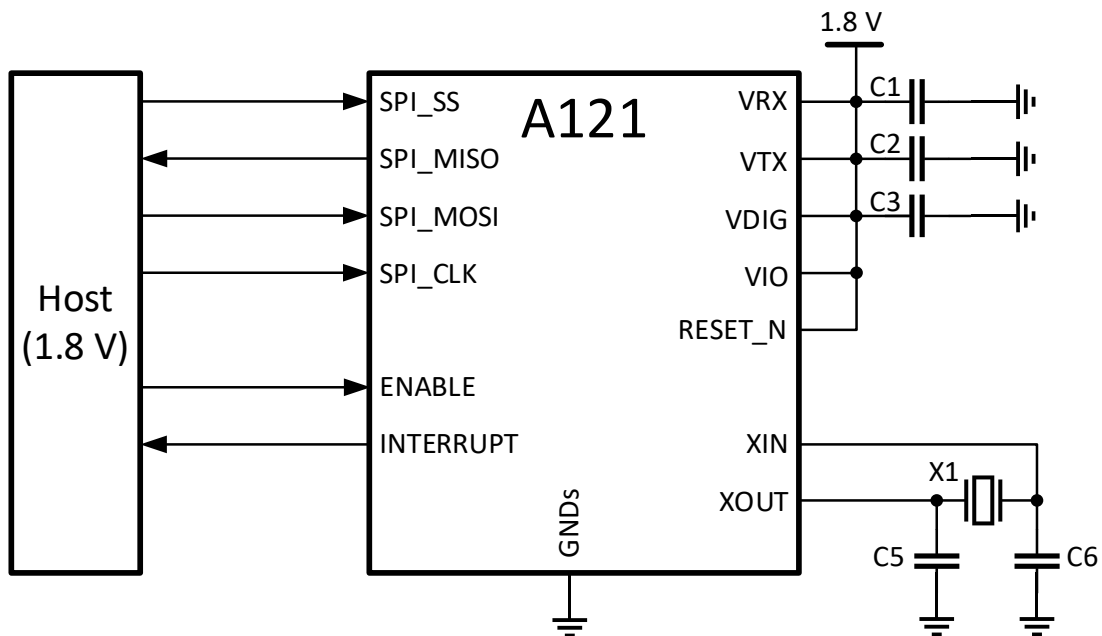 1.8 V
A121
SPI_SS
SPI_MISO
SPI_MOSI
SPI_CLK
ENABLE
INTERRUPT
Host
(1.8 V)
VRX
VTX
VDIG
VIO
RESET_N
XIN
XOUT
GNDs
C1
C2
C3
X1
C5
C6